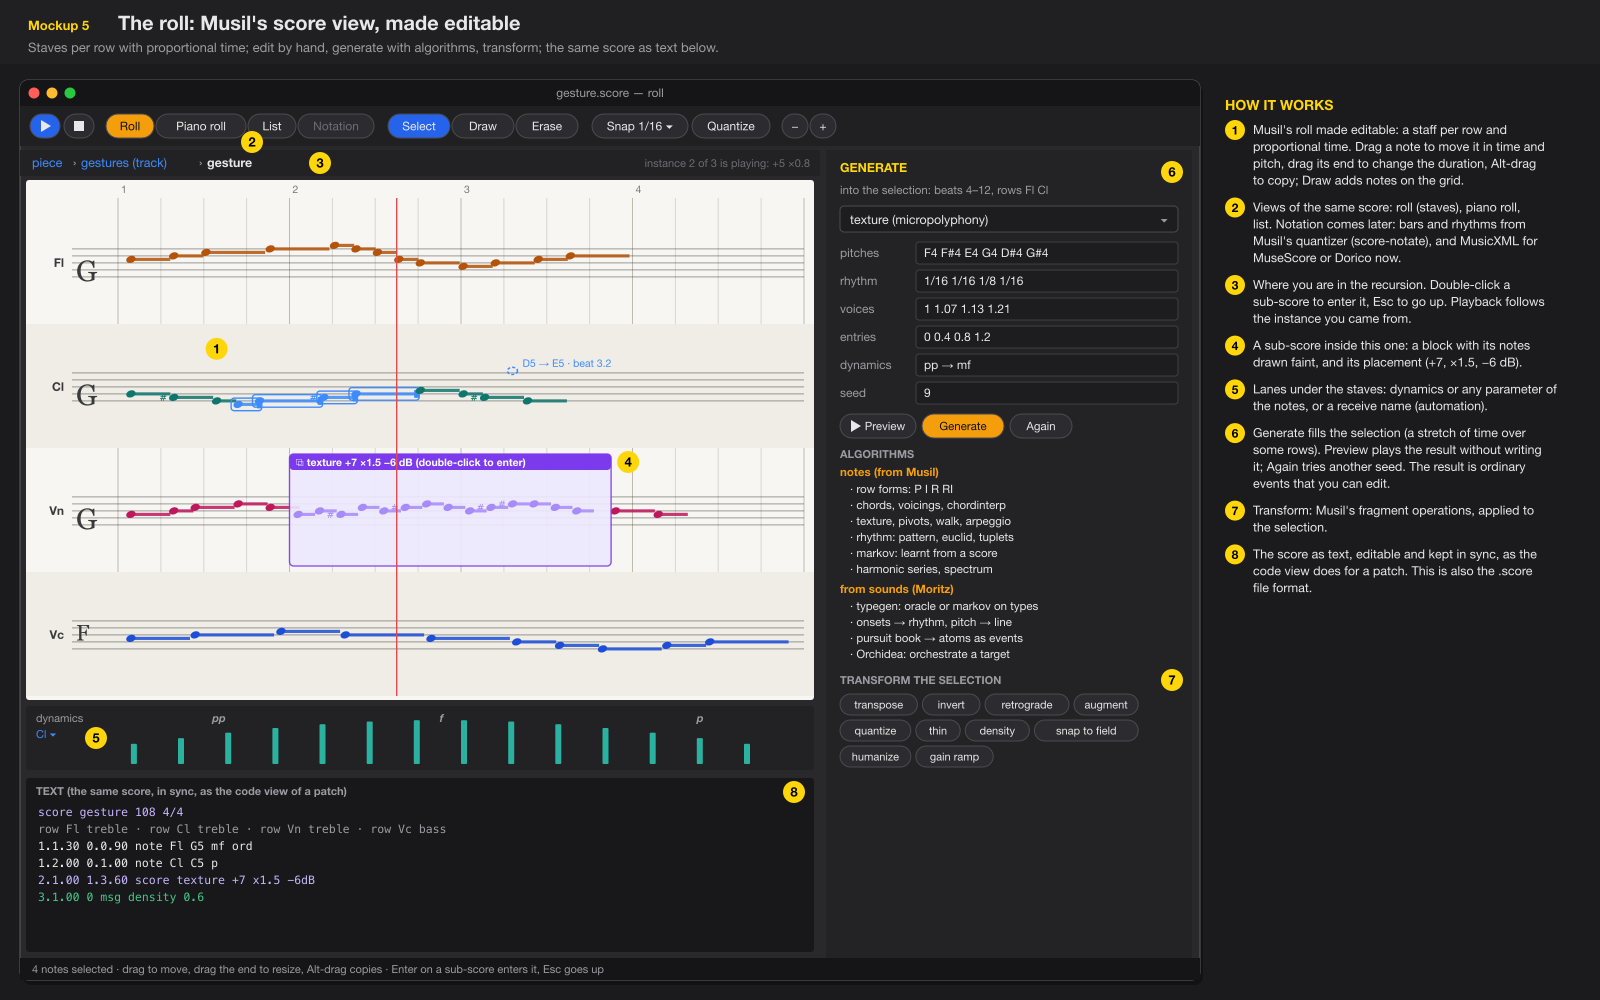 Mockup 5 The roll: Musil's score view, made editable
Staves per row with proportional time; edit by hand, generate with algorithms, transform; the same score as text below.
gesture.score — roll
Roll Piano roll List Notation Select Draw Erase Snap 1/16 Quantize − +
2
piece › gestures (track) › gesture 3 instance 2 of 3 is playing: +5 ×0.8
1 2 3 4
Fl G
1
D5 → E5 · beat 3.2
Cl G # # #
texture +7 ×1.5 −6 dB (double-click to enter) 4
Vn G # # # #
Vc F
dynamics pp f p
Cl 5
TEXT (the same score, in sync, as the code view of a patch) 8
score gesture 108 4/4
row Fl treble · row Cl treble · row Vn treble · row Vc bass
1.1.30 0.0.90 note Fl G5 mf ord
1.2.00 0.1.00 note Cl C5 p
2.1.00 1.3.60 score texture +7 x1.5 −6dB
3.1.00 0 msg density 0.6
4 notes selected · drag to move, drag the end to resize, Alt-drag copies · Enter on a sub-score enters it, Esc goes up
GENERATE 6
into the selection: beats 4–12, rows Fl Cl
texture (micropolyphony)
pitches F4 F#4 E4 G4 D#4 G#4
rhythm 1/16 1/16 1/8 1/16
voices 1 1.07 1.13 1.21
entries 0 0.4 0.8 1.2
dynamics pp → mf
seed 9
Preview Generate Again
ALGORITHMS
notes (from Musil)
· row forms: P I R RI
· chords, voicings, chordinterp
· texture, pivots, walk, arpeggio
· rhythm: pattern, euclid, tuplets
· markov: learnt from a score
· harmonic series, spectrum
from sounds (Moritz)
· typegen: oracle or markov on types
· onsets → rhythm, pitch → line
· pursuit book → atoms as events
· Orchidea: orchestrate a target
TRANSFORM THE SELECTION 7
transpose invert retrograde augment
quantize thin density snap to field
humanize gain ramp
HOW IT WORKS
1 Musil's roll made editable: a staff per row and
proportional time. Drag a note to move it in time and
pitch, drag its end to change the duration, Alt-drag
to copy; Draw adds notes on the grid.
2 Views of the same score: roll (staves), piano roll,
list. Notation comes later: bars and rhythms from
Musil's quantizer (score-notate), and MusicXML for
MuseScore or Dorico now.
3 Where you are in the recursion. Double-click a
sub-score to enter it, Esc to go up. Playback follows
the instance you came from.
4 A sub-score inside this one: a block with its notes
drawn faint, and its placement (+7, ×1.5, −6 dB).
5 Lanes under the staves: dynamics or any parameter of
the notes, or a receive name (automation).
6 Generate fills the selection (a stretch of time over
some rows). Preview plays the result without writing
it; Again tries another seed. The result is ordinary
events that you can edit.
7 Transform: Musil's fragment operations, applied to
the selection.
8 The score as text, editable and kept in sync, as the
code view does for a patch. This is also the .score
file format.